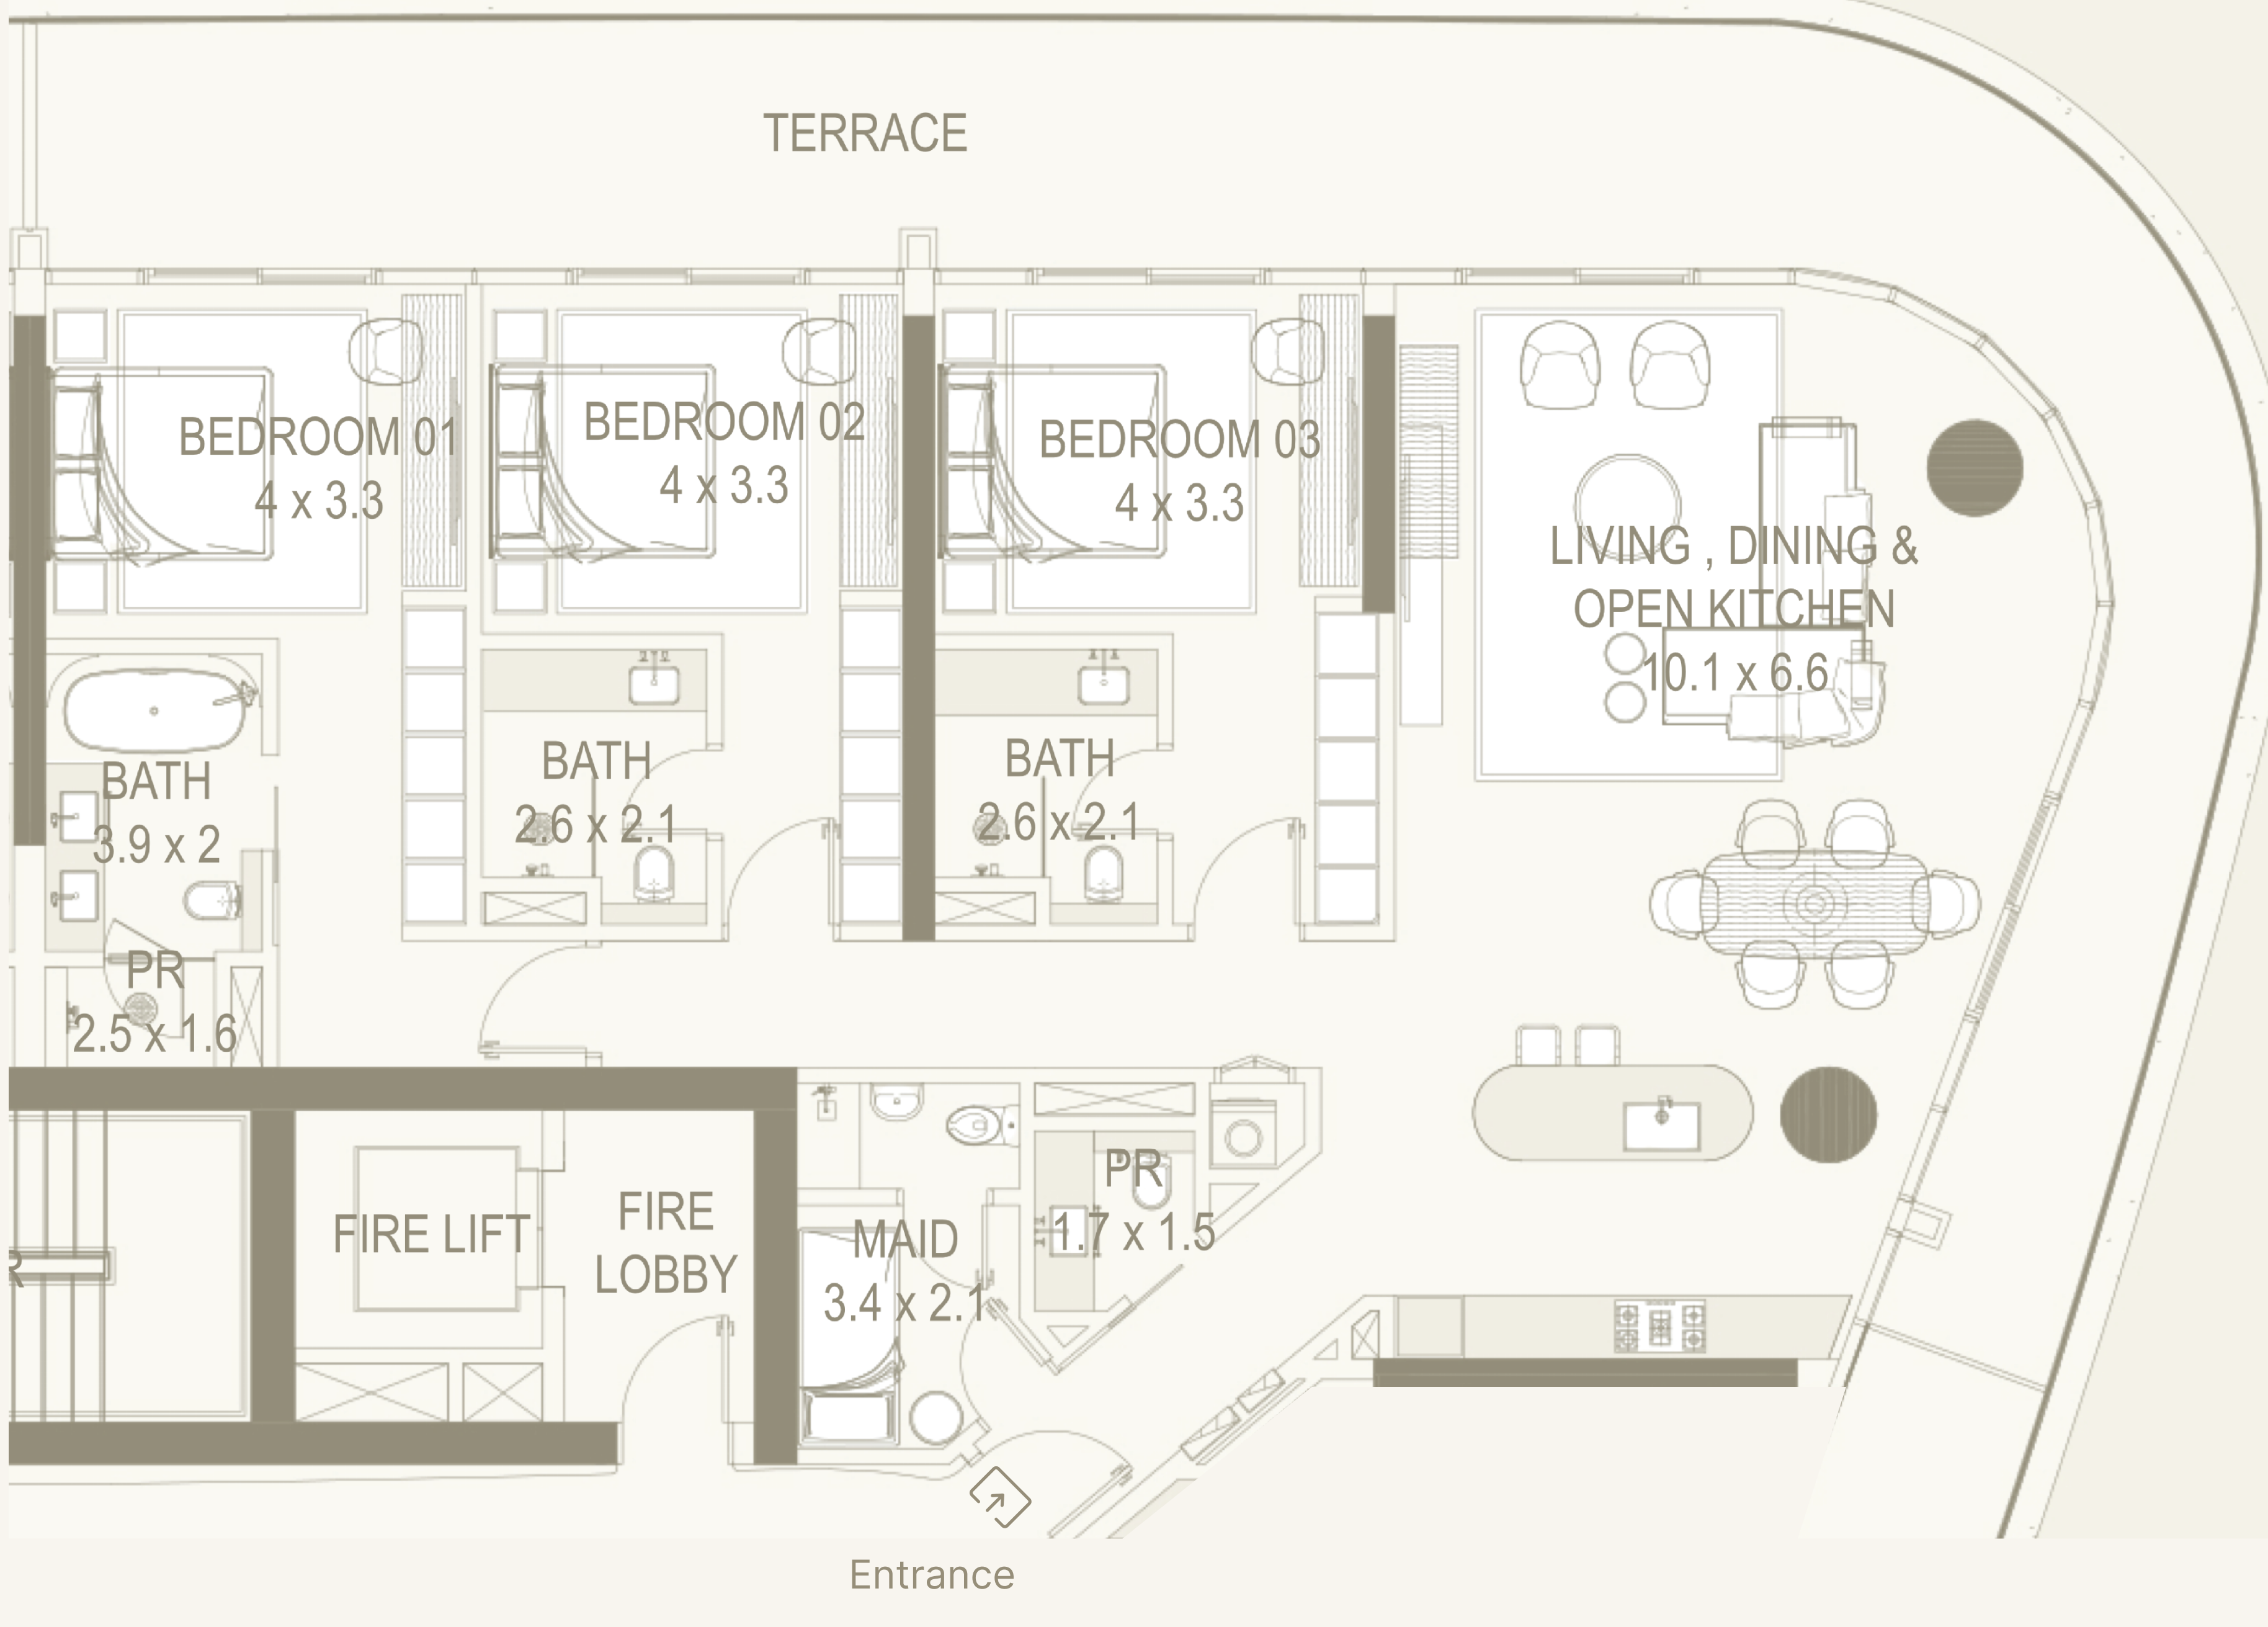 TERRACE
BEDROOM 01
4 x 3.3
BEDROOM 02
4 x 3.3
BEDROOM 03
4 x 3.3
LIVING , DINING &
OPEN KITCHEN
10.1 x 6.6
BATH
3.9 x 2
BATH
2.6 x 2.1
BATH
2.6 x 2.1
PR
2.5 x 1.6
FIRE LIFT
FIRE
LOBBY
MAID
3.4 x 2.1
PR
1.7 x 1.5
R
Entrance